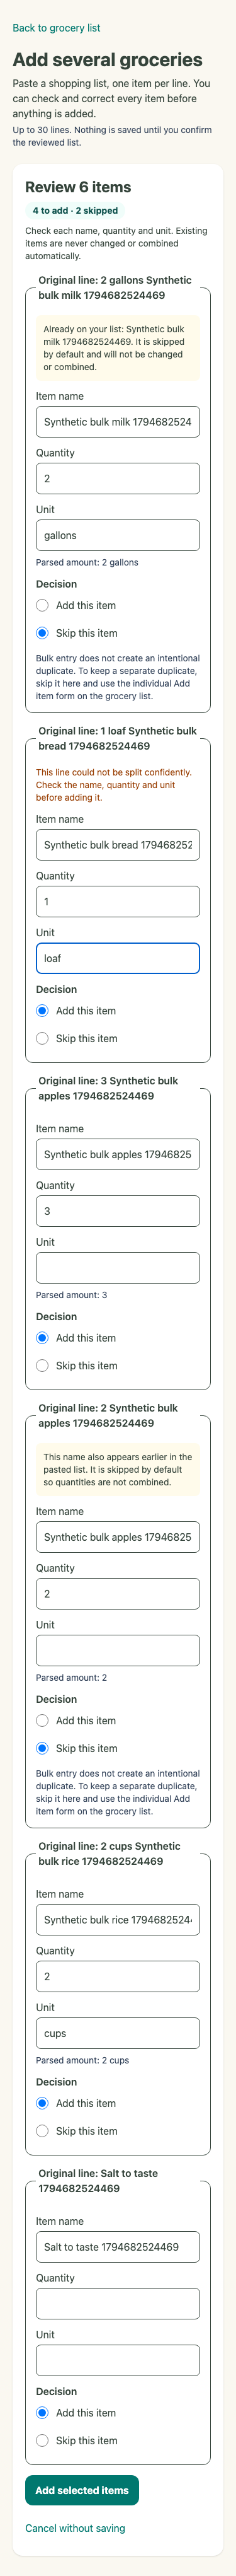 Back to grocery list
Add several groceries
Paste a shopping list, one item per line. You
can check and correct every item before
anything is added.
Up to 30 lines. Nothing is saved until you confirm
the reviewed list.
Review 6 items
4 to add · 2 skipped
Check each name, quantity and unit. Existing
items are never changed or combined
automatically.
Original line: 2 gallons Synthetic
bulk milk 1794682524469
Already on your list: Synthetic bulk
milk 1794682524469. It is skipped
by default and will not be changed
or combined.
Item name
Synthetic bulk milk 1794682524
Quantity
2
Unit
gallons
Parsed amount: 2 gallons
Decision
Add this item
Skip this item
Bulk entry does not create an intentional
duplicate. To keep a separate duplicate,
skip it here and use the individual Add
item form on the grocery list.
Original line: 1 loaf Synthetic bulk
bread 1794682524469
This line could not be split confidently.
Check the name, quantity and unit
before adding it.
Item name
Synthetic bulk bread 179468252
Quantity
1
Unit
loaf
Decision
Add this item
Skip this item
Original line: 3 Synthetic bulk
apples 1794682524469
Item name
Synthetic bulk apples 17946825
Quantity
3
Unit
Parsed amount: 3
Decision
Add this item
Skip this item
Original line: 2 Synthetic bulk
apples 1794682524469
This name also appears earlier in the
pasted list. It is skipped by default
so quantities are not combined.
Item name
Synthetic bulk apples 17946825
Quantity
2
Unit
Parsed amount: 2
Decision
Add this item
Skip this item
Bulk entry does not create an intentional
duplicate. To keep a separate duplicate,
skip it here and use the individual Add
item form on the grocery list.
Original line: 2 cups Synthetic
bulk rice 1794682524469
Item name
Synthetic bulk rice 1794682524
Quantity
2
Unit
cups
Parsed amount: 2 cups
Decision
Add this item
Skip this item
Original line: Salt to taste
1794682524469
Item name
Salt to taste 1794682524469
Quantity
Unit
Decision
Add this item
Skip this item
Add selected items
Cancel without saving